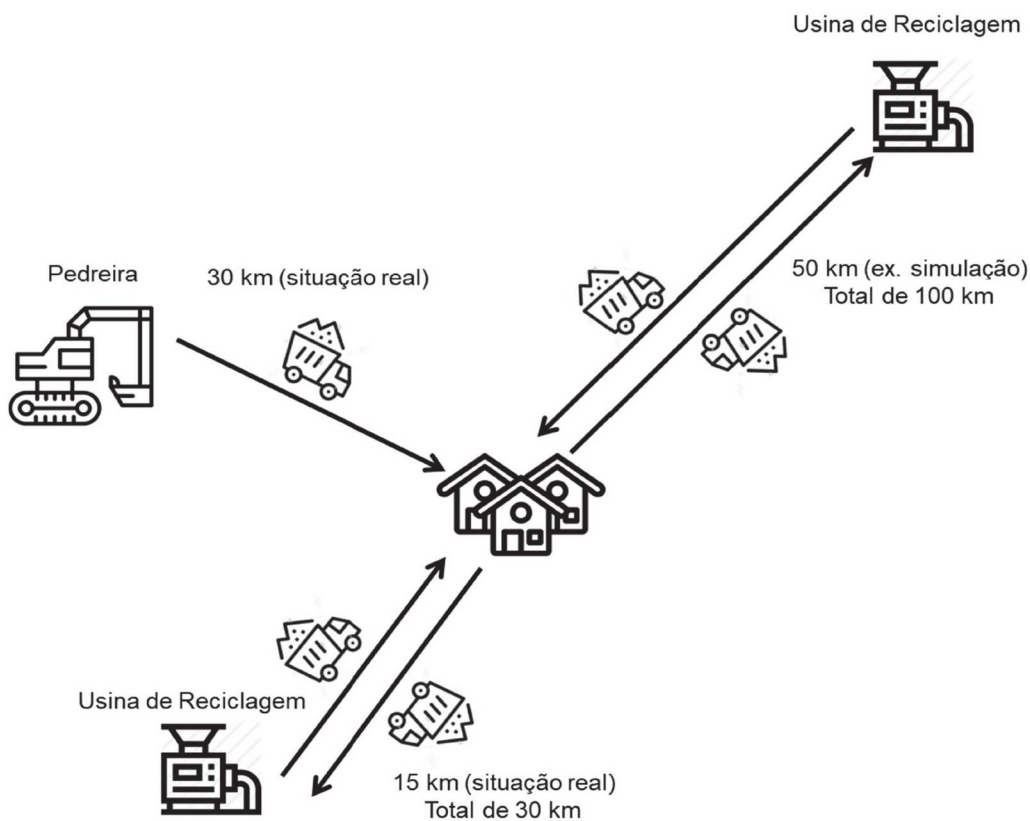 Usina de Reciclagem
Pedreira
30 km (situação real)
50 km (ex. simulação)
Total de 100 km
Usina de Reciclagem
15 km (situação real)
Total de 30 km